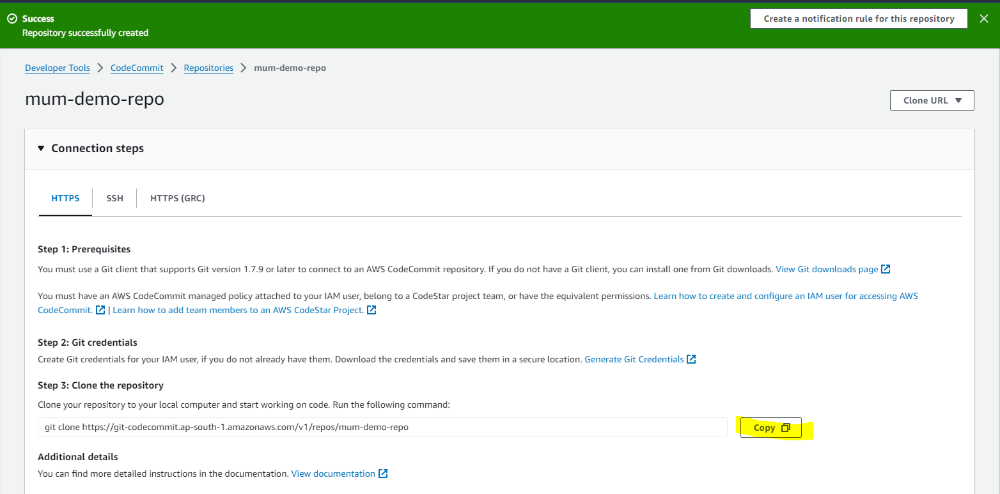 Success
Repository successfully created
Create a notification rule for this repository
Developer Tools
CodeCommit
Repositories
mum-demo-repo
mum-demo-repo
Clone URL
Connection steps
HTTPS
SSH
HTTPS (GRC)
Step 1: Prerequisites
You must use a Git client that supports Git version 1.7.9 or later to connect to an AWS CodeCommit repository. If you do not have a Git client, you can install one from Git downloads. View Git downloads page
You must have an AWS CodeCommit managed policy attached to your IAM user, belong to a CodeStar project team, or have the equivalent permissions. Learn how to create and configure an IAM user for accessing AWS
CodeCommit. | Learn how to add team members to an AWS CodeStar Project.
Step 2: Git credentials
Create Git credentials for your IAM user, if you do not already have them. Download the credentials and save them in a secure location. Generate Git Credentials
Step 3: Clone the repository
Clone your repository to your local computer and start working on code. Run the following command:
git clone https://git-codecommit.ap-south-1.amazonaws.com/v1/repos/mum-demo-repo
Copy
Additional details
You can find more detailed instructions in the documentation. View documentation